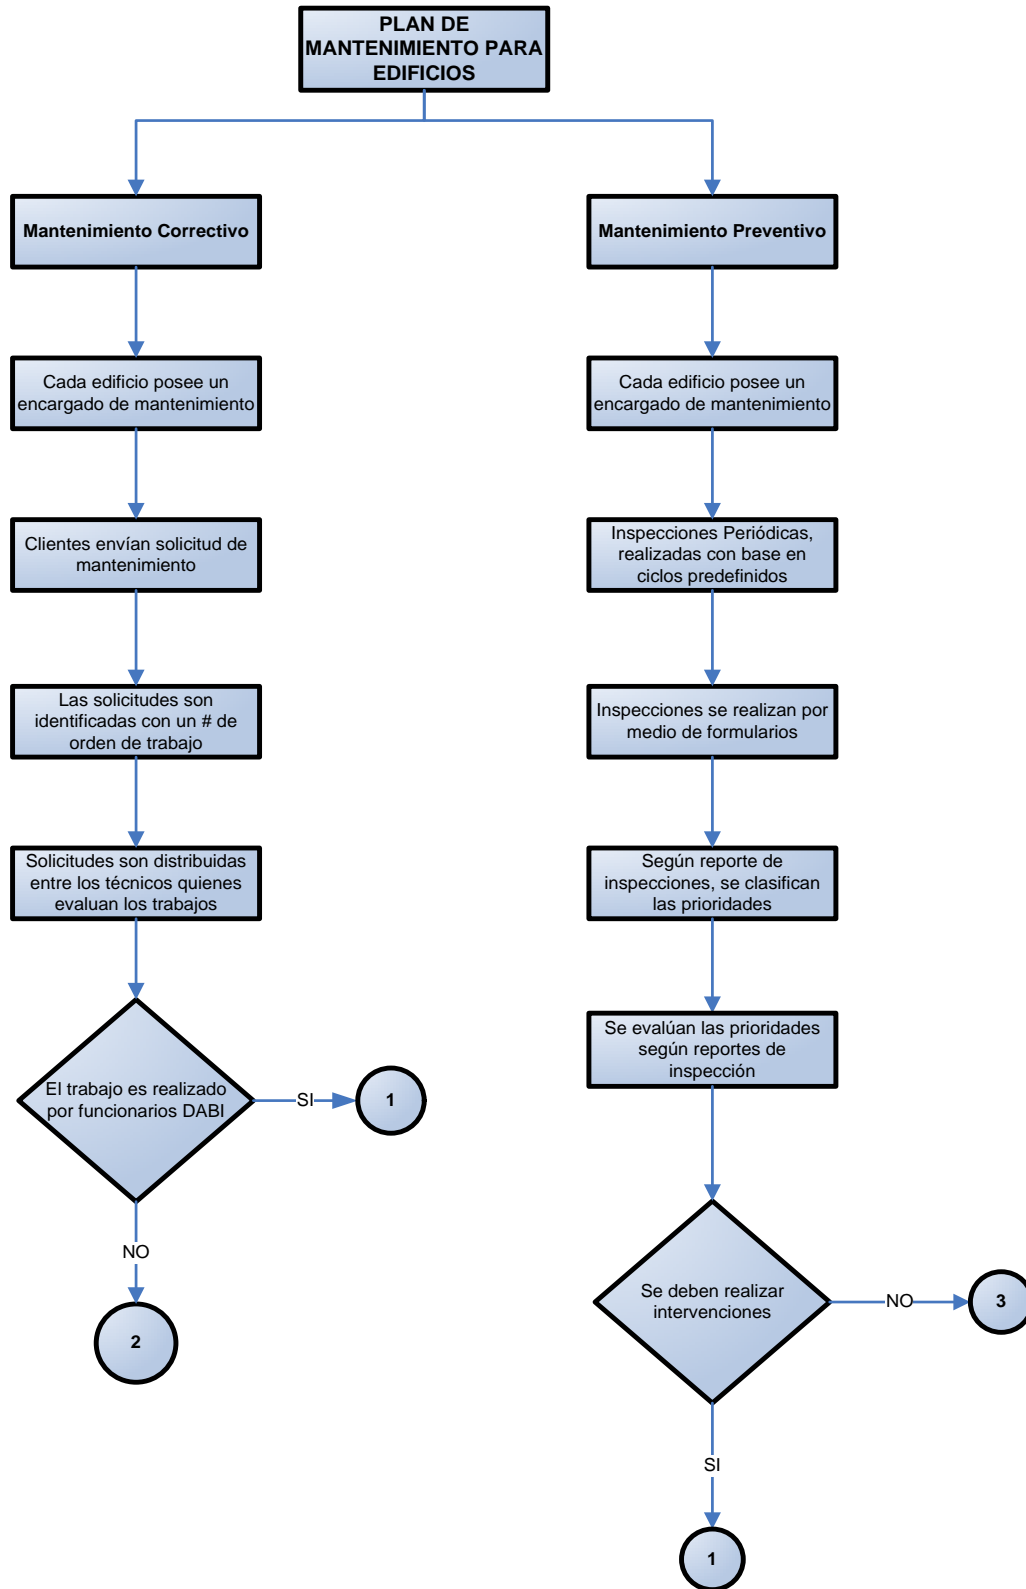 PLAN DE
MANTENIMIENTO PARA
EDIFICIOS
Mantenimiento Correctivo
Cada edificio posee un
encargado de mantenimiento
Clientes envían solicitud de
mantenimiento
Las solicitudes son
identificadas con un # de
orden de trabajo
Solicitudes son distribuidas
entre los técnicos quienes
evaluan los trabajos
El trabajo es realizado
por funcionarios DABI
SI
1
NO
2
Mantenimiento Preventivo
Cada edificio posee un
encargado de mantenimiento
Inspecciones Periódicas,
realizadas con base en
ciclos predefinidos
Inspecciones se realizan por
medio de formularios
Según reporte de
inspecciones, se clasifican
las prioridades
Se evalúan las prioridades
según reportes de
inspección
Se deben realizar
intervenciones
NO
3
SI
1